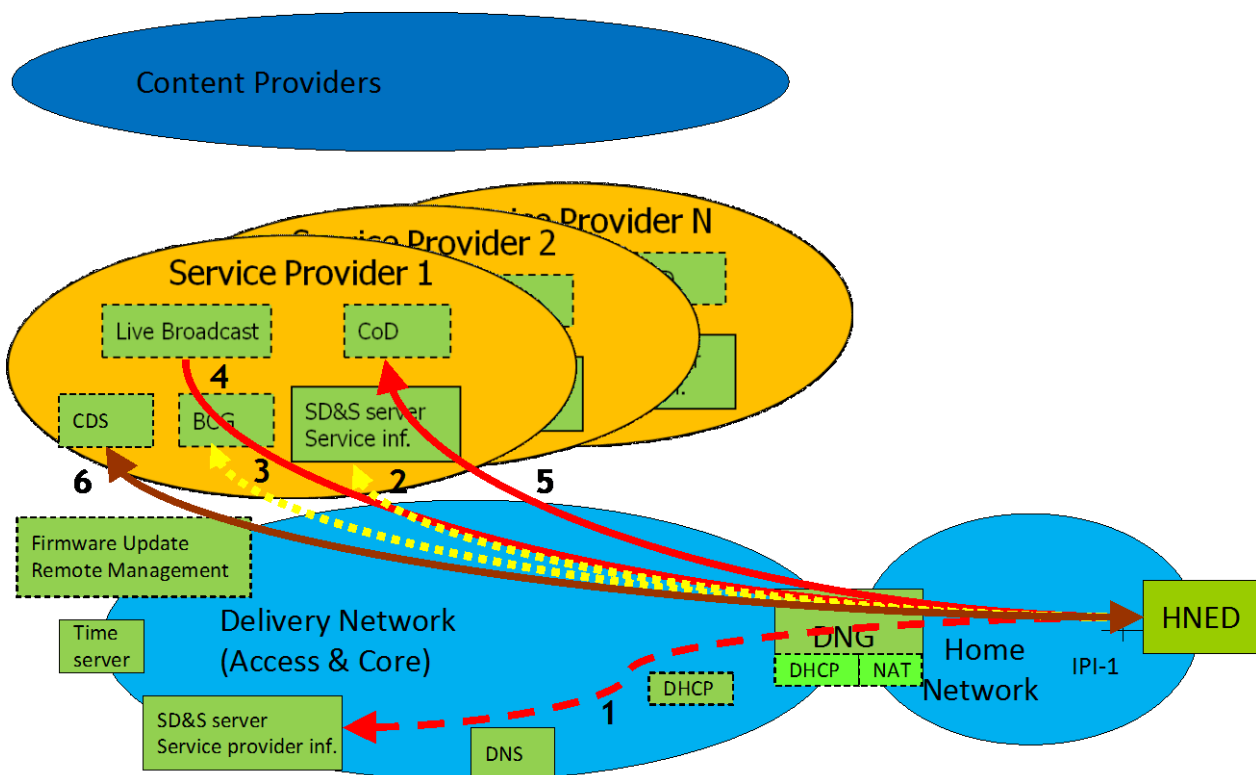 Content Providers
Service Provider N
Service Provider 2
Service Provider 1
Live Broadcast
CoD
4
CDS
BCG
SD&S server
Service inf.
6
3
2
5
Firmware Update
Remote Management
Time
server
Delivery Network
(Access & Core)
DNG
DHCP
NAT
Home
Network
IPI-1
HNED
DHCP
1
SD&S server
Service provider inf.
DNS